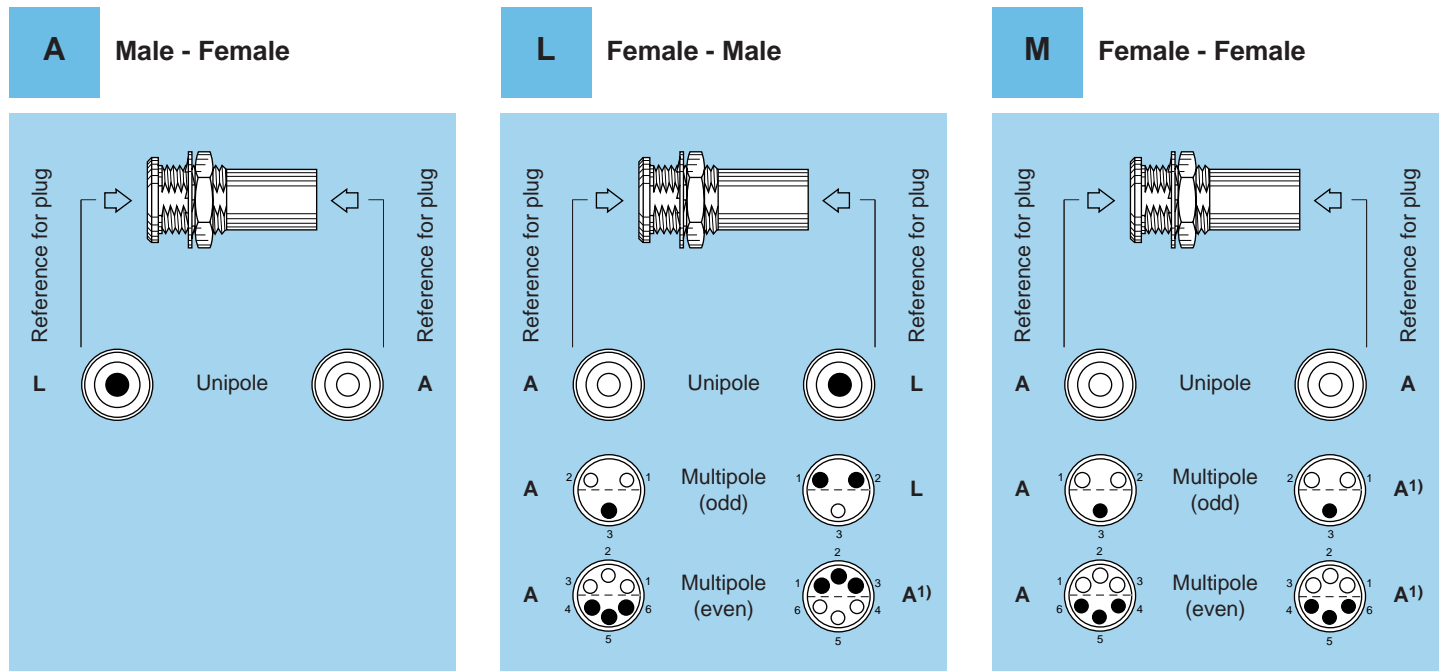 A Male - Female
Reference for plug
Reference for plug
L Unipole A
L Female - Male
Reference for plug
Reference for plug
A Unipole L
A 2 1 3 Multipole (odd) 1 2 3 L
A 2 3 1 4 6 5 Multipole (even) 2 1 3 6 4 5 A1)
M Female - Female
Reference for plug
Reference for plug
A Unipole A
A 1 2 3 Multipole (odd) 2 1 3 A1)
A 2 1 3 6 4 5 Multipole (even) 2 3 1 4 6 5 A1)